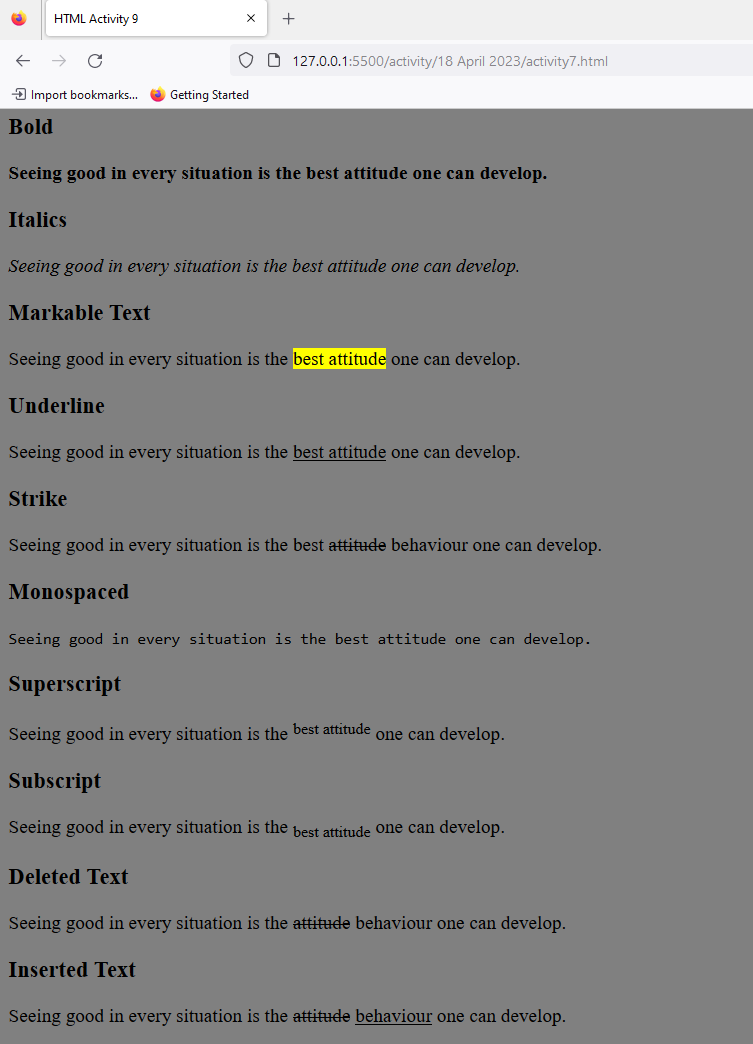 HTML Activity 9
127.0.0.1:5500/activity/18 April 2023/activity7.html
Import bookmarks... Getting Started
Bold
Seeing good in every situation is the best attitude one can develop.
Italics
Seeing good in every situation is the best attitude one can develop.
Markable Text
Seeing good in every situation is the best attitude one can develop.
Underline
Seeing good in every situation is the best attitude one can develop.
Strike
Seeing good in every situation is the best attitude behaviour one can develop.
Monospaced
Seeing good in every situation is the best attitude one can develop.
Superscript
Seeing good in every situation is the best attitude one can develop.
Subscript
Seeing good in every situation is the best attitude one can develop.
Deleted Text
Seeing good in every situation is the attitude behaviour one can develop.
Inserted Text
Seeing good in every situation is the attitude behaviour one can develop.